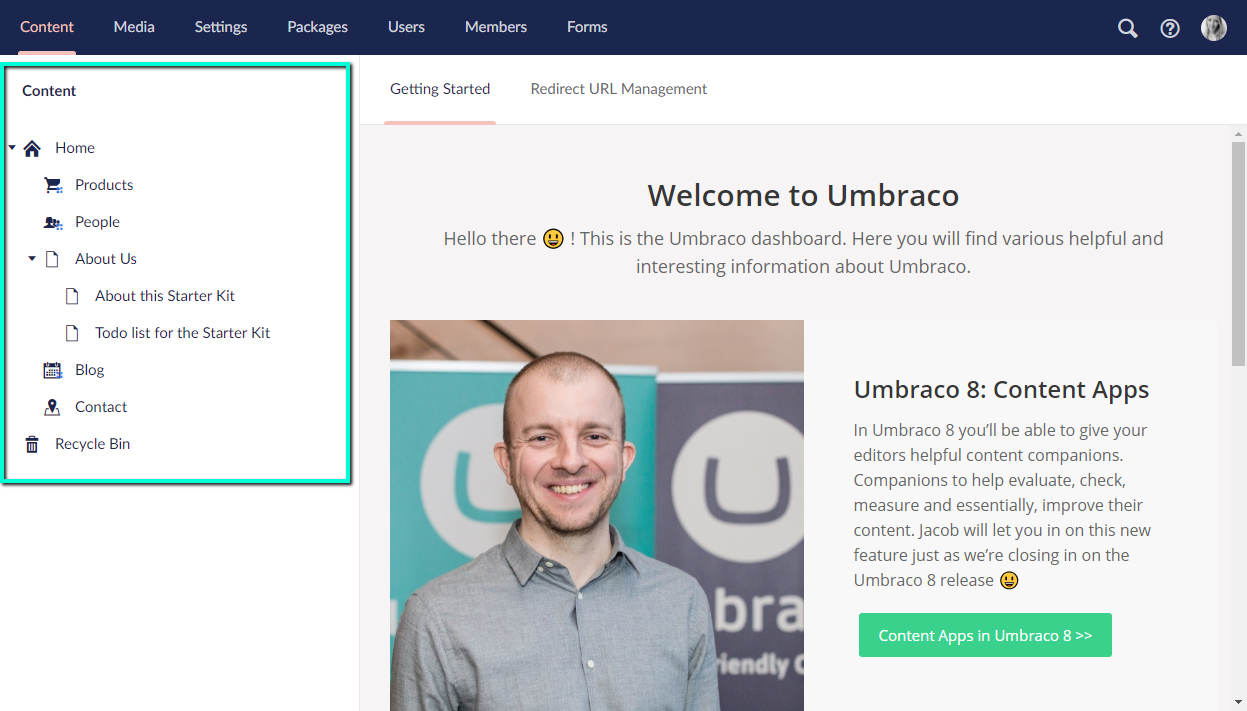 Content Media Settings Packages Users Members Forms
Content
Home
Products
People
About Us
About this Starter Kit
Todo list for the Starter Kit
Blog
Contact
Recycle Bin
Getting Started Redirect URL Management
Welcome to Umbraco
Hello there 😃 ! This is the Umbraco dashboard. Here you will find various helpful and
interesting information about Umbraco.
bra
iendly C
Umbraco 8: Content Apps
In Umbraco 8 you’ll be able to give your
editors helpful content companions.
Companions to help evaluate, check,
measure and essentially, improve their
content. Jacob will let you in on this new
feature just as we’re closing in on the
Umbraco 8 release 😃
Content Apps in Umbraco 8 >>